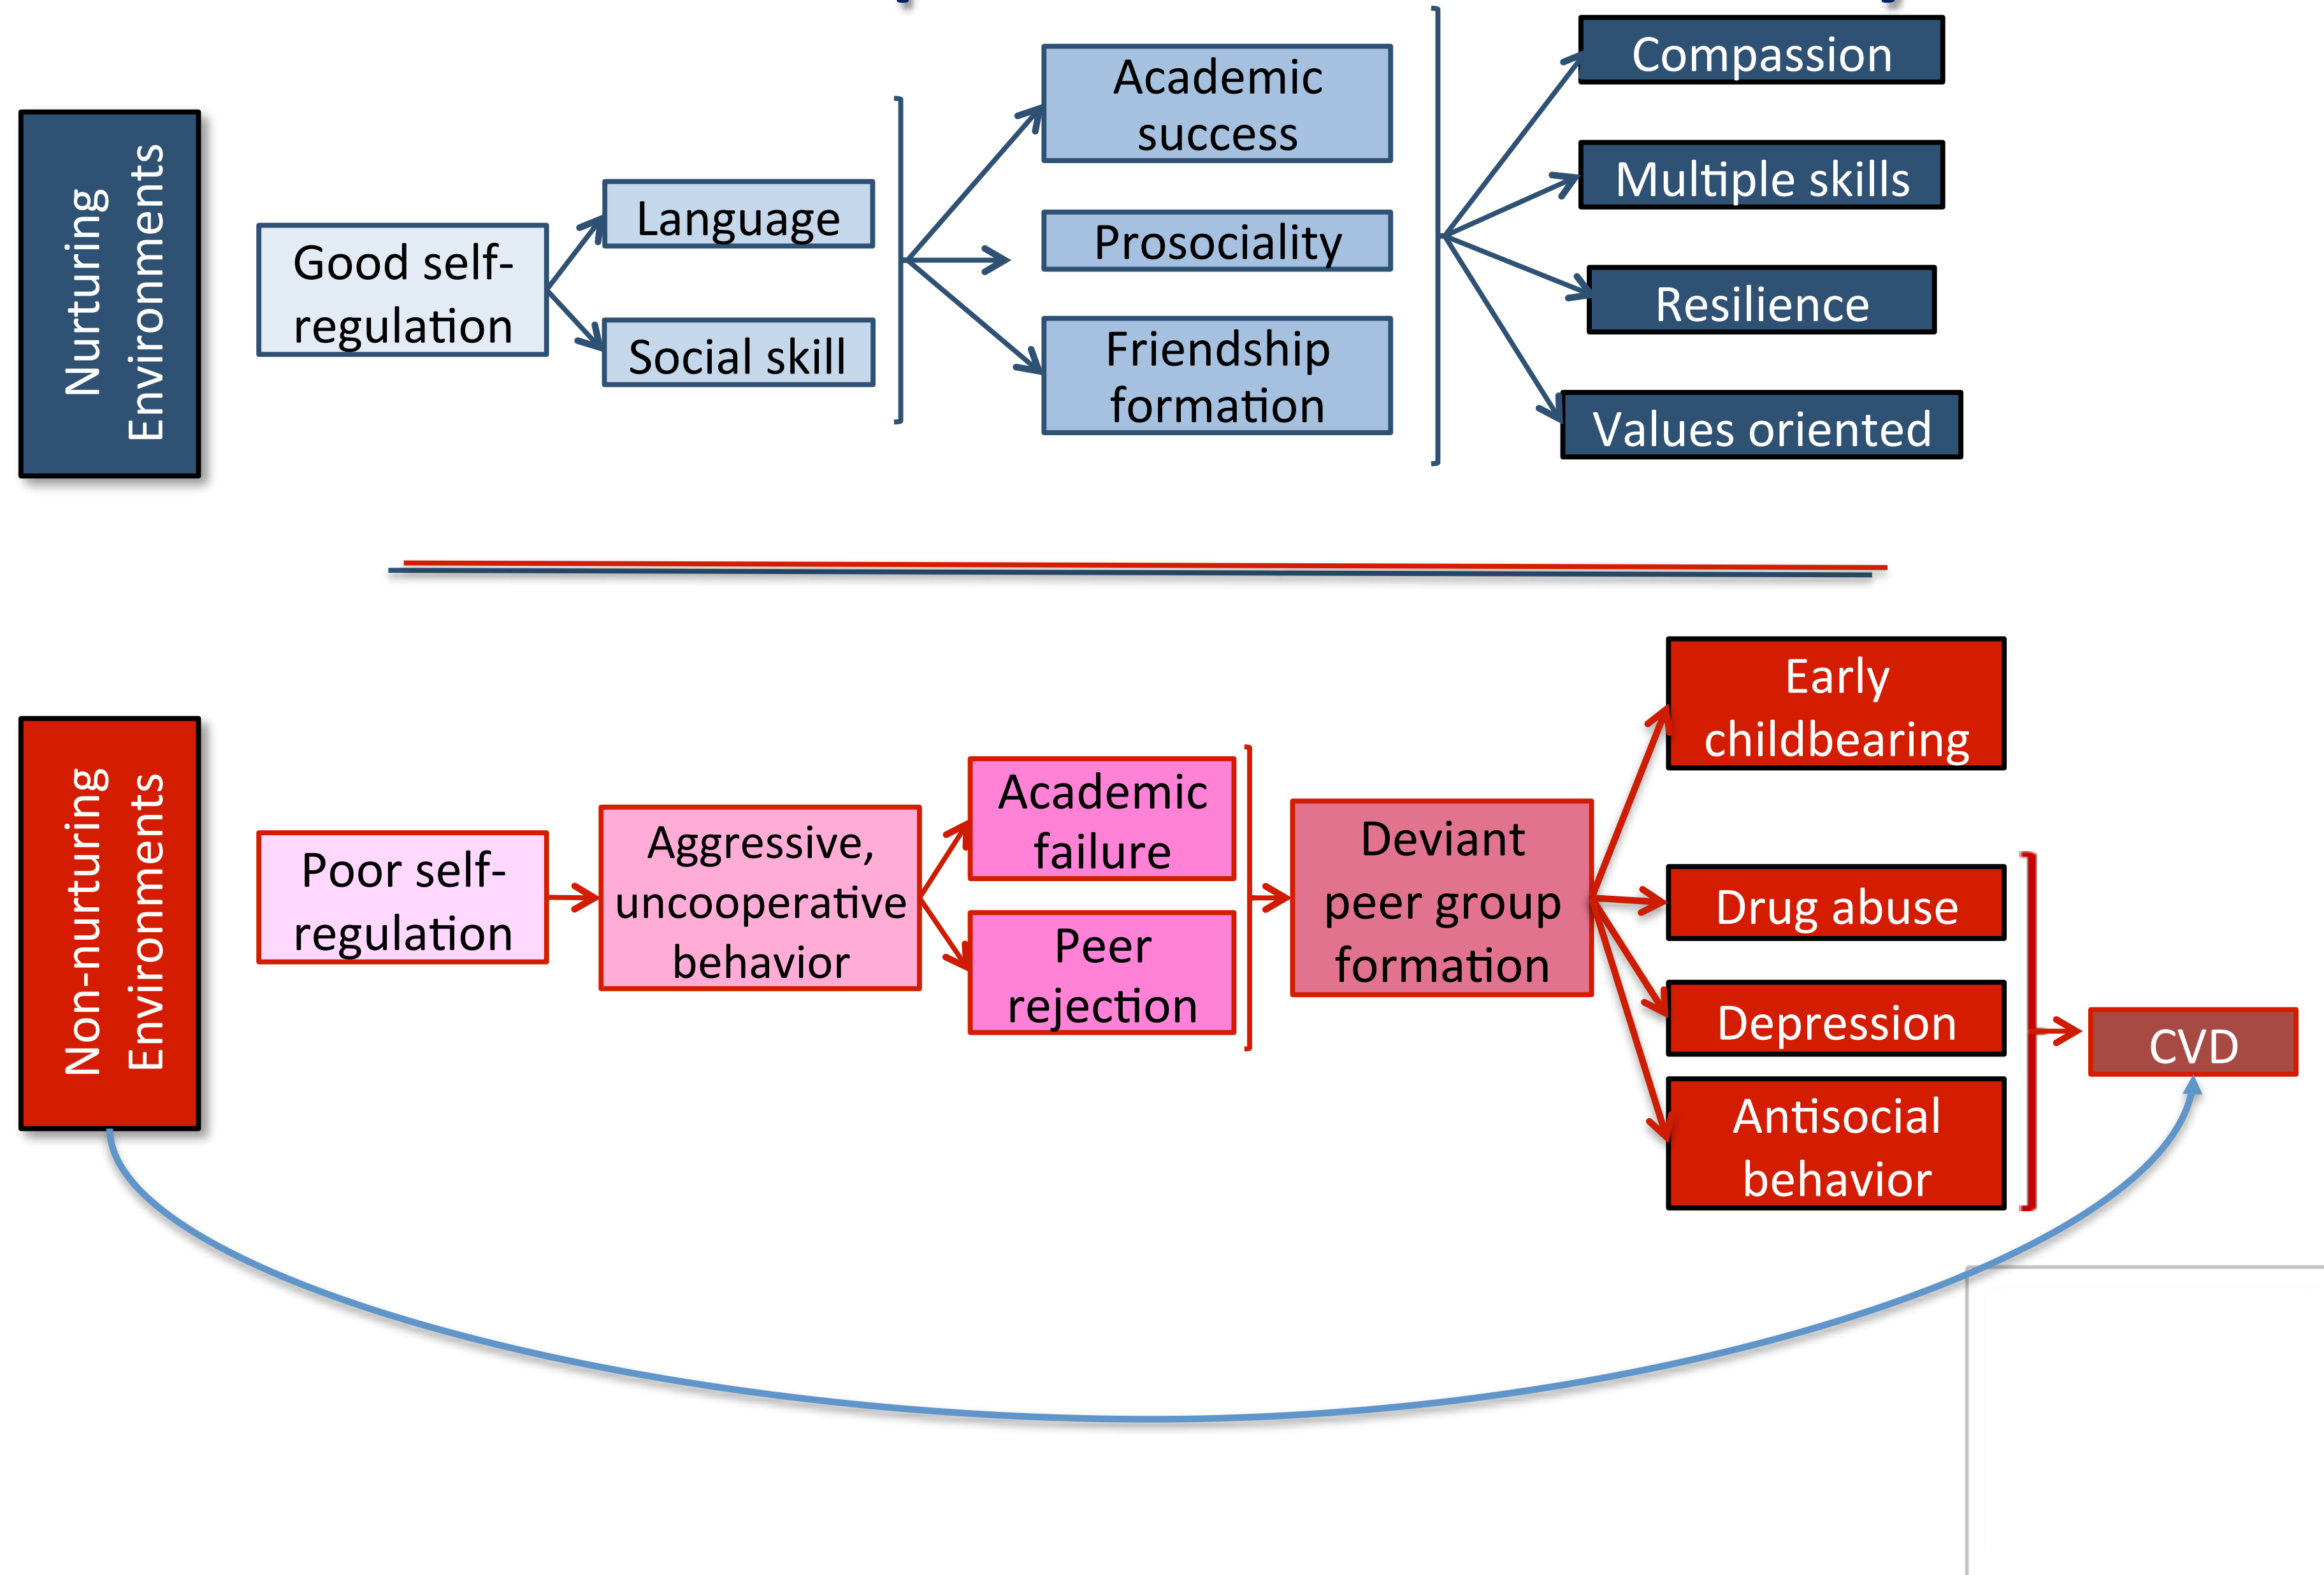 Nurturing
Environments
Good self-
regulation
Language
Social skill
Academic
success
Prosociality
Friendship
formation
Compassion
Multiple skills
Resilience
Values oriented
Non-nurturing
Environments
Poor self-
regulation
Aggressive,
uncooperative
behavior
Academic
failure
Peer
rejection
Deviant
peer group
formation
Early
childbearing
Drug abuse
Depression
Antisocial
behavior
CVD